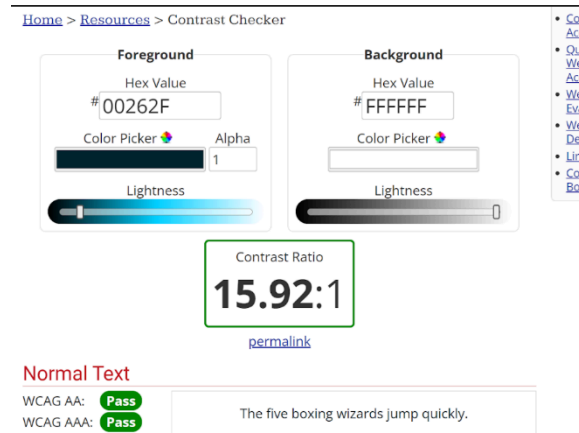 Home > Resources > Contrast Checker
Foreground
Hex Value
#00262F
Color Picker Alpha
1
Lightness
Background
Hex Value
#FFFFFF
Color Picker
Lightness
Contrast Ratio
15.92:1
permalink
Normal Text
WCAG AA: Pass
WCAG AAA: Pass
The five boxing wizards jump quickly.